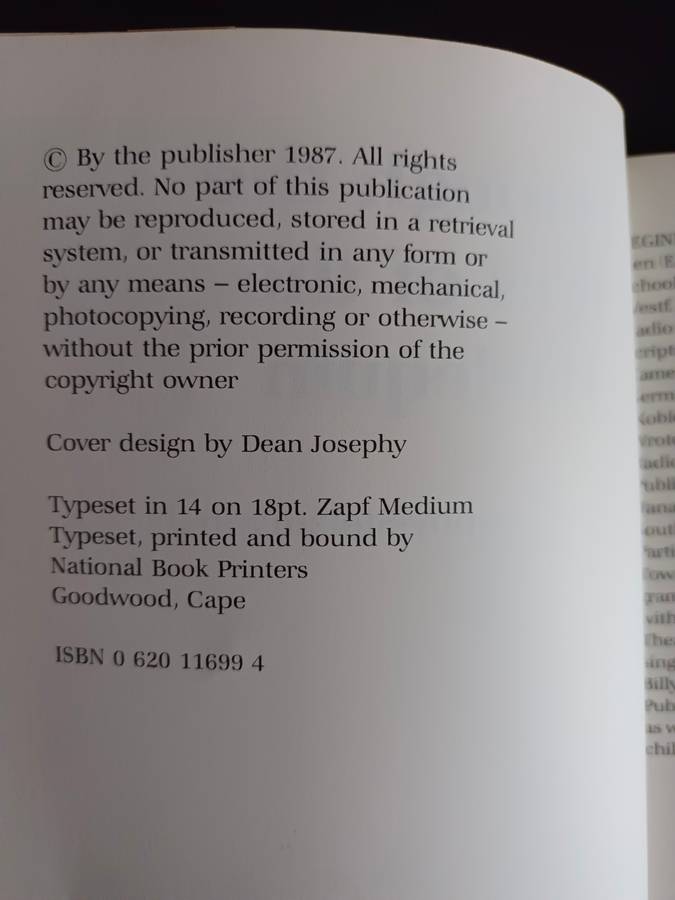 © By the publisher 1987. All rights
reserved. No part of this publication
may be reproduced, stored in a retrieval
system, or transmitted in any form or
by any means – electronic, mechanical,
photocopying, recording or otherwise –
without the prior permission of the
copyright owner
Cover design by Dean Josephy
Typeset in 14 on 18pt. Zapf Medium
Typeset, printed and bound by
National Book Printers
Goodwood, Cape
ISBN 0 620 11699 4